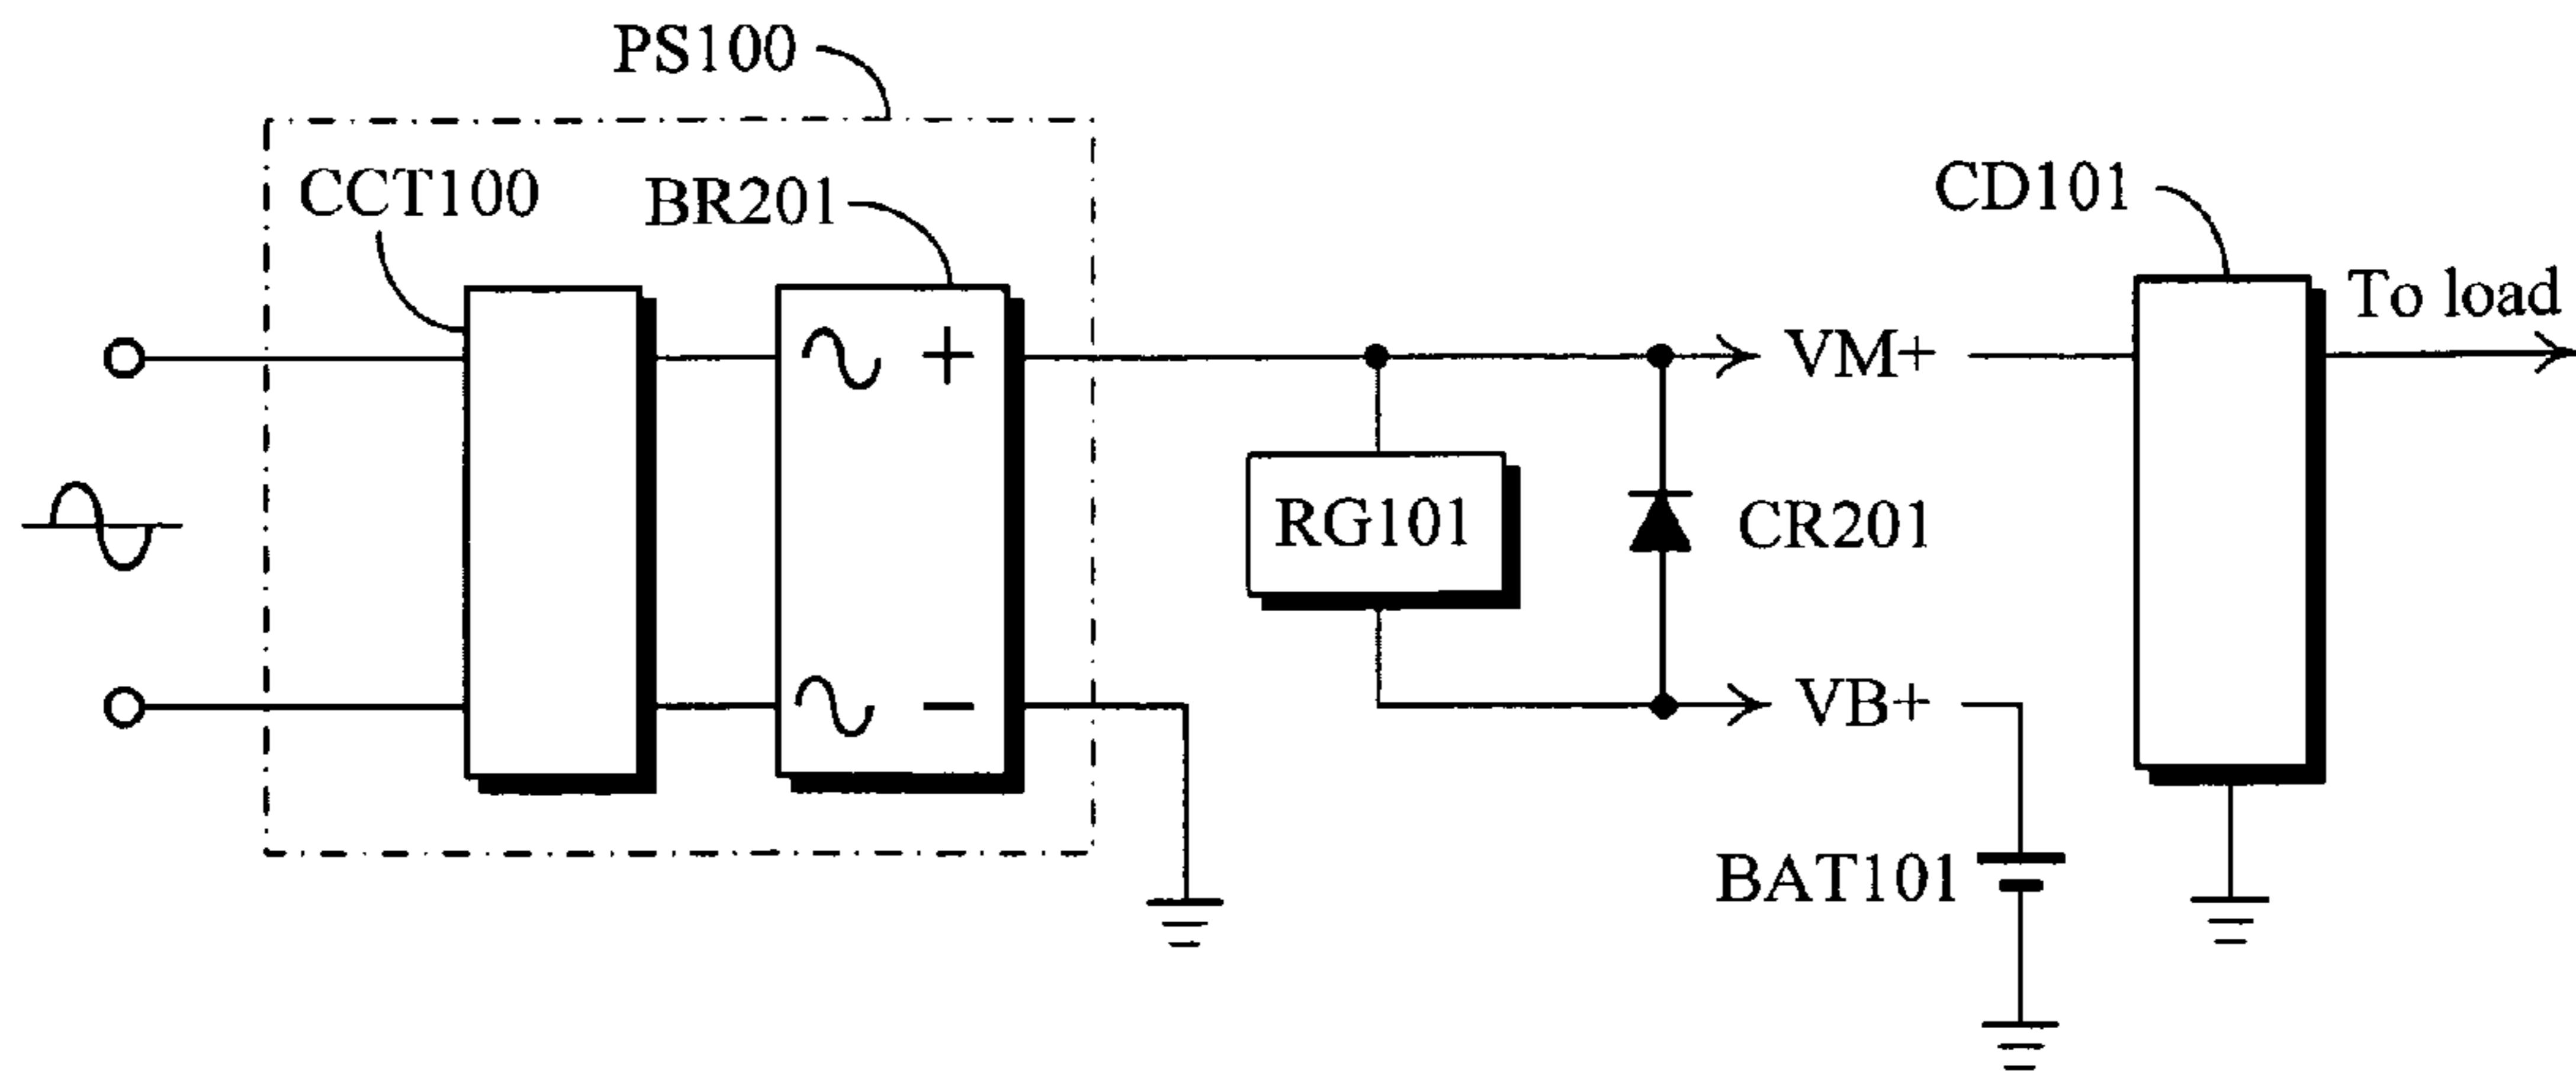 PS100
CCT100
BR201
CD101
To load
+
VM+
RG101
CR201
−
VB+
BAT101